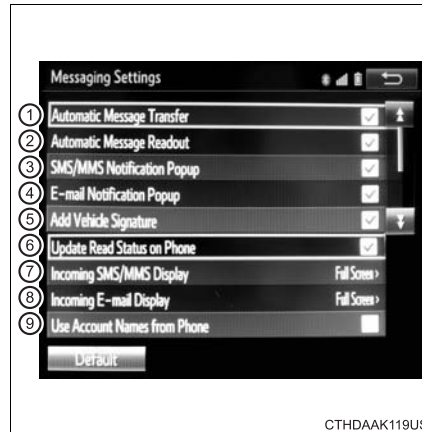 Messaging Settings
1 Automatic Message Transfer
2 Automatic Message Readout
3 SMS/MMS Notification Popup
4 E-mail Notification Popup
5 Add Vehicle Signature
6 Update Read Status on Phone
7 Incoming SMS/MMS Display Full Screen >
8 Incoming E-mail Display Full Screen >
9 Use Account Names from Phone
Default
CTHDAAK119US